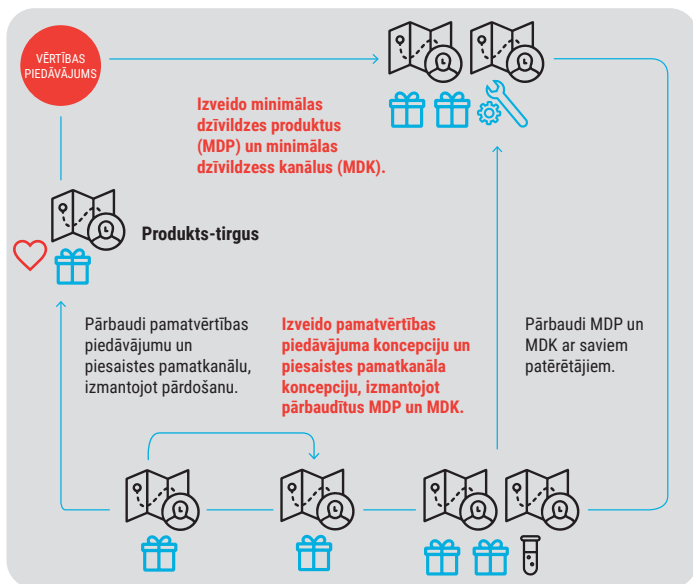 VĒRTĪBAS
PIEDĀVĀJUMS
Izveido minimālas
dzīvildzes produktus
(MDP) un minimālas
dzīvildzess kanālus (MDK).
Produkts-tirgus
Pārbaudi pamatvērtības
piedāvājumu un
piesaistes pamatkanālu,
izmantojot pārdošanu.
Izveido pamatvērtības
piedāvājuma koncepciju un
piesaistes pamatkanāla
koncepciju, izmantojot
pārbaudītus MDP un MDK.
Pārbaudi MDP un
MDK ar saviem
patērētājiem.